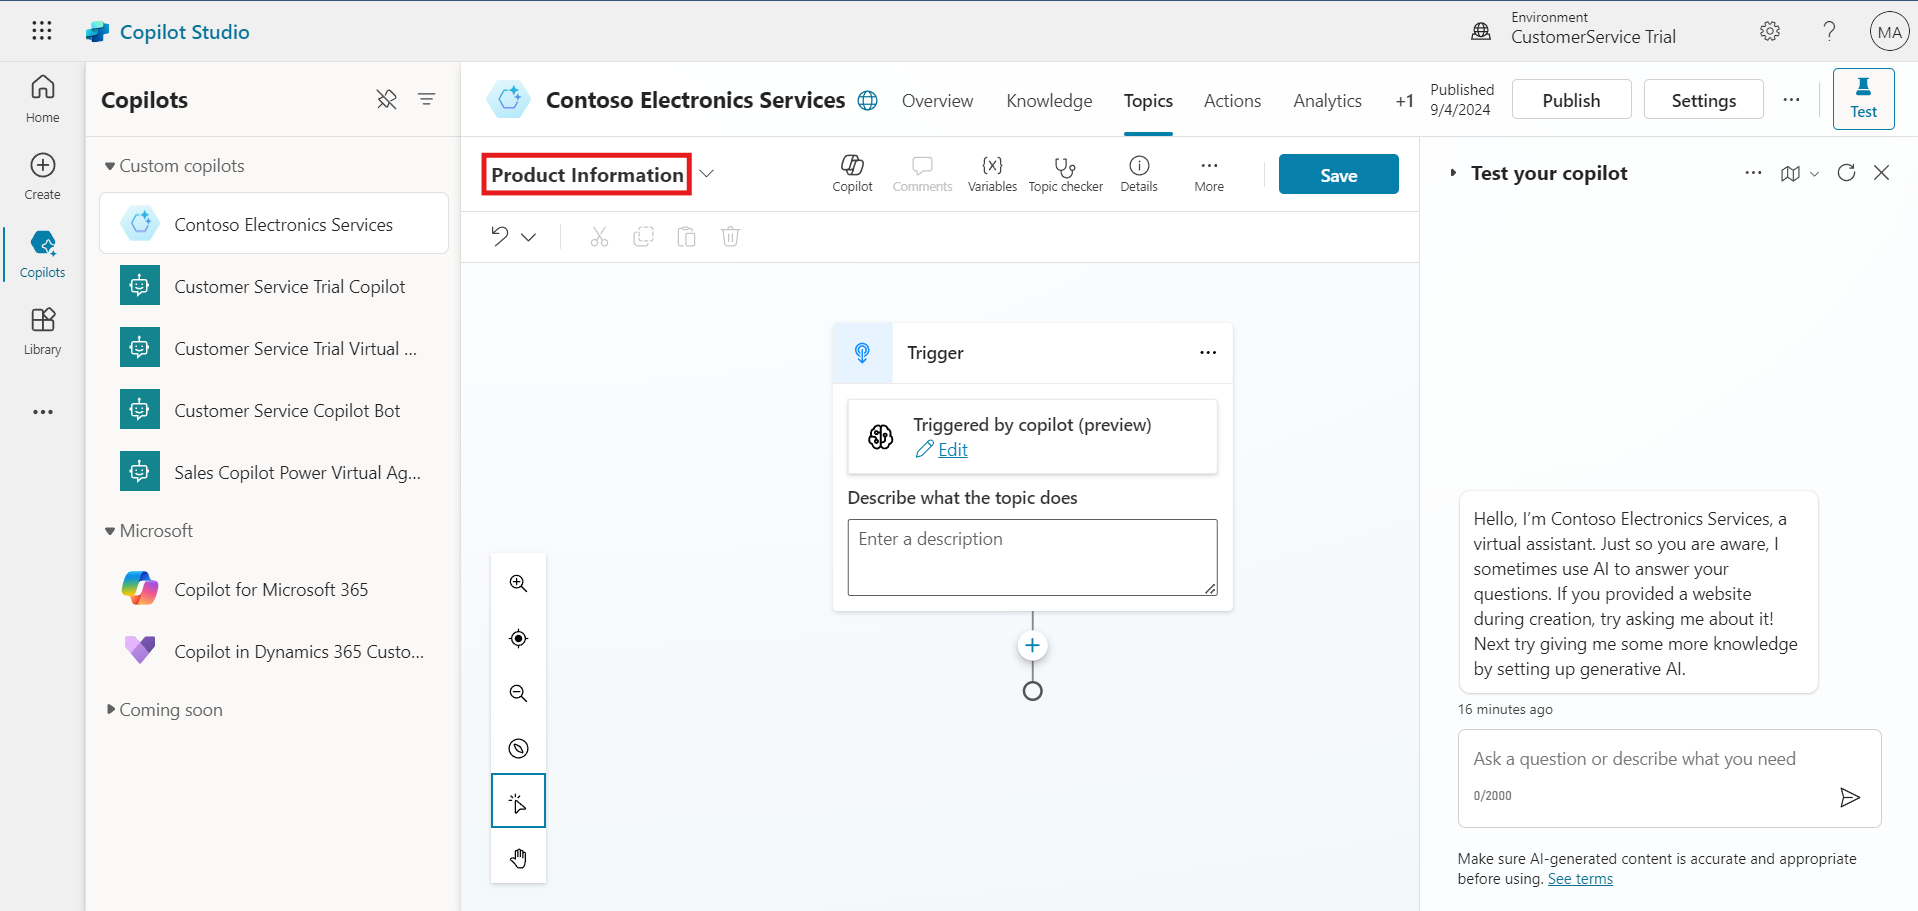 Copilot Studio
Environment
CustomerService Trial
MA
Home
Create
Copilots
Library
Copilots
Custom copilots
Contoso Electronics Services
Customer Service Trial Copilot
Customer Service Trial Virtual ...
Customer Service Copilot Bot
Sales Copilot Power Virtual Ag...
Microsoft
Copilot for Microsoft 365
Copilot in Dynamics 365 Custo...
Coming soon
Contoso Electronics Services
Overview
Knowledge
Topics
Actions
Analytics
+1
Published
9/4/2024
Publish
Settings
Test
Product Information
Copilot
Comments
Variables
Topic checker
Details
More
Save
Trigger
Triggered by copilot (preview)
Edit
Describe what the topic does
Enter a description
Test your copilot
Hello, I'm Contoso Electronics Services, a
virtual assistant. Just so you are aware, I
sometimes use AI to answer your
questions. If you provided a website
during creation, try asking me about it!
Next try giving me some more knowledge
by setting up generative AI.
16 minutes ago
Ask a question or describe what you need
0/2000
Make sure AI-generated content is accurate and appropriate
before using. See terms